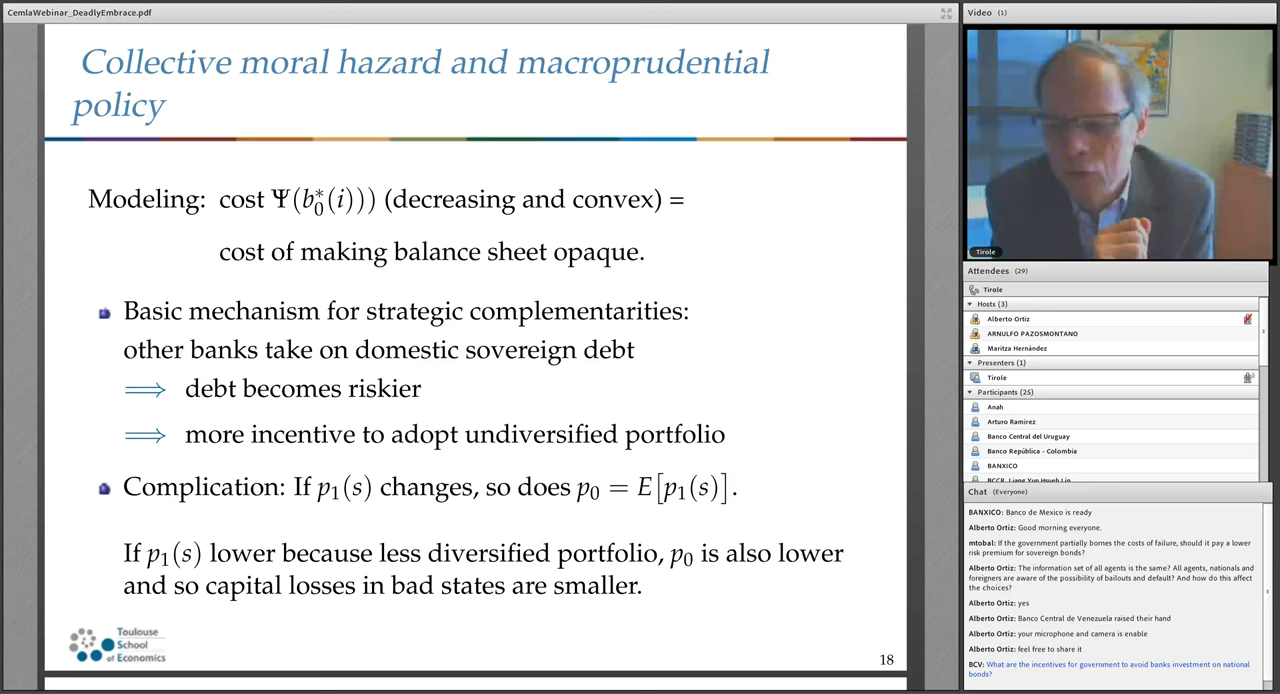 CemlaWebinar_DeadlyEmbrace.pdf
Collective moral hazard and macroprudential
policy
Modeling: cost Ψ(b₀*(i))) (decreasing and convex) =
cost of making balance sheet opaque.
Basic mechanism for strategic complementarities:
other banks take on domestic sovereign debt
⟹ debt becomes riskier
⟹ more incentive to adopt undiversified portfolio
Complication: If p₁(s) changes, so does p₀ = E[p₁(s)].
If p₁(s) lower because less diversified portfolio, p₀ is also lower
and so capital losses in bad states are smaller.
Toulouse
School
of Economics
18
Video (1)
Tirole
Attendees (29)
Tirole
Hosts (3)
Alberto Ortiz
ARNULFO PAZOSMONTANO
Maritza Hernández
Presenters (1)
Tirole
Participants (25)
Anah
Arturo Ramirez
Banco Central del Uruguay
Banco República - Colombia
BANXICO
BCCR. Liang Yun Hsueh Lin
Chat (Everyone)
BANXICO: Banco de Mexico is ready
Alberto Ortiz: Good morning everyone.
mtobal: If the government partially bornes the costs of failure, should it pay a lower
risk premium for sovereign bonds?
Alberto Ortiz: The information set of all agents is the same? All agents, nationals and
foreigners are aware of the possibility of bailouts and default? And how do this affect
the choices?
Alberto Ortiz: yes
Alberto Ortiz: Banco Central de Venezuela raised their hand
Alberto Ortiz: your microphone and camera is enable
Alberto Ortiz: feel free to share it
BCV: What are the incentives for government to avoid banks investment on national
bonds?